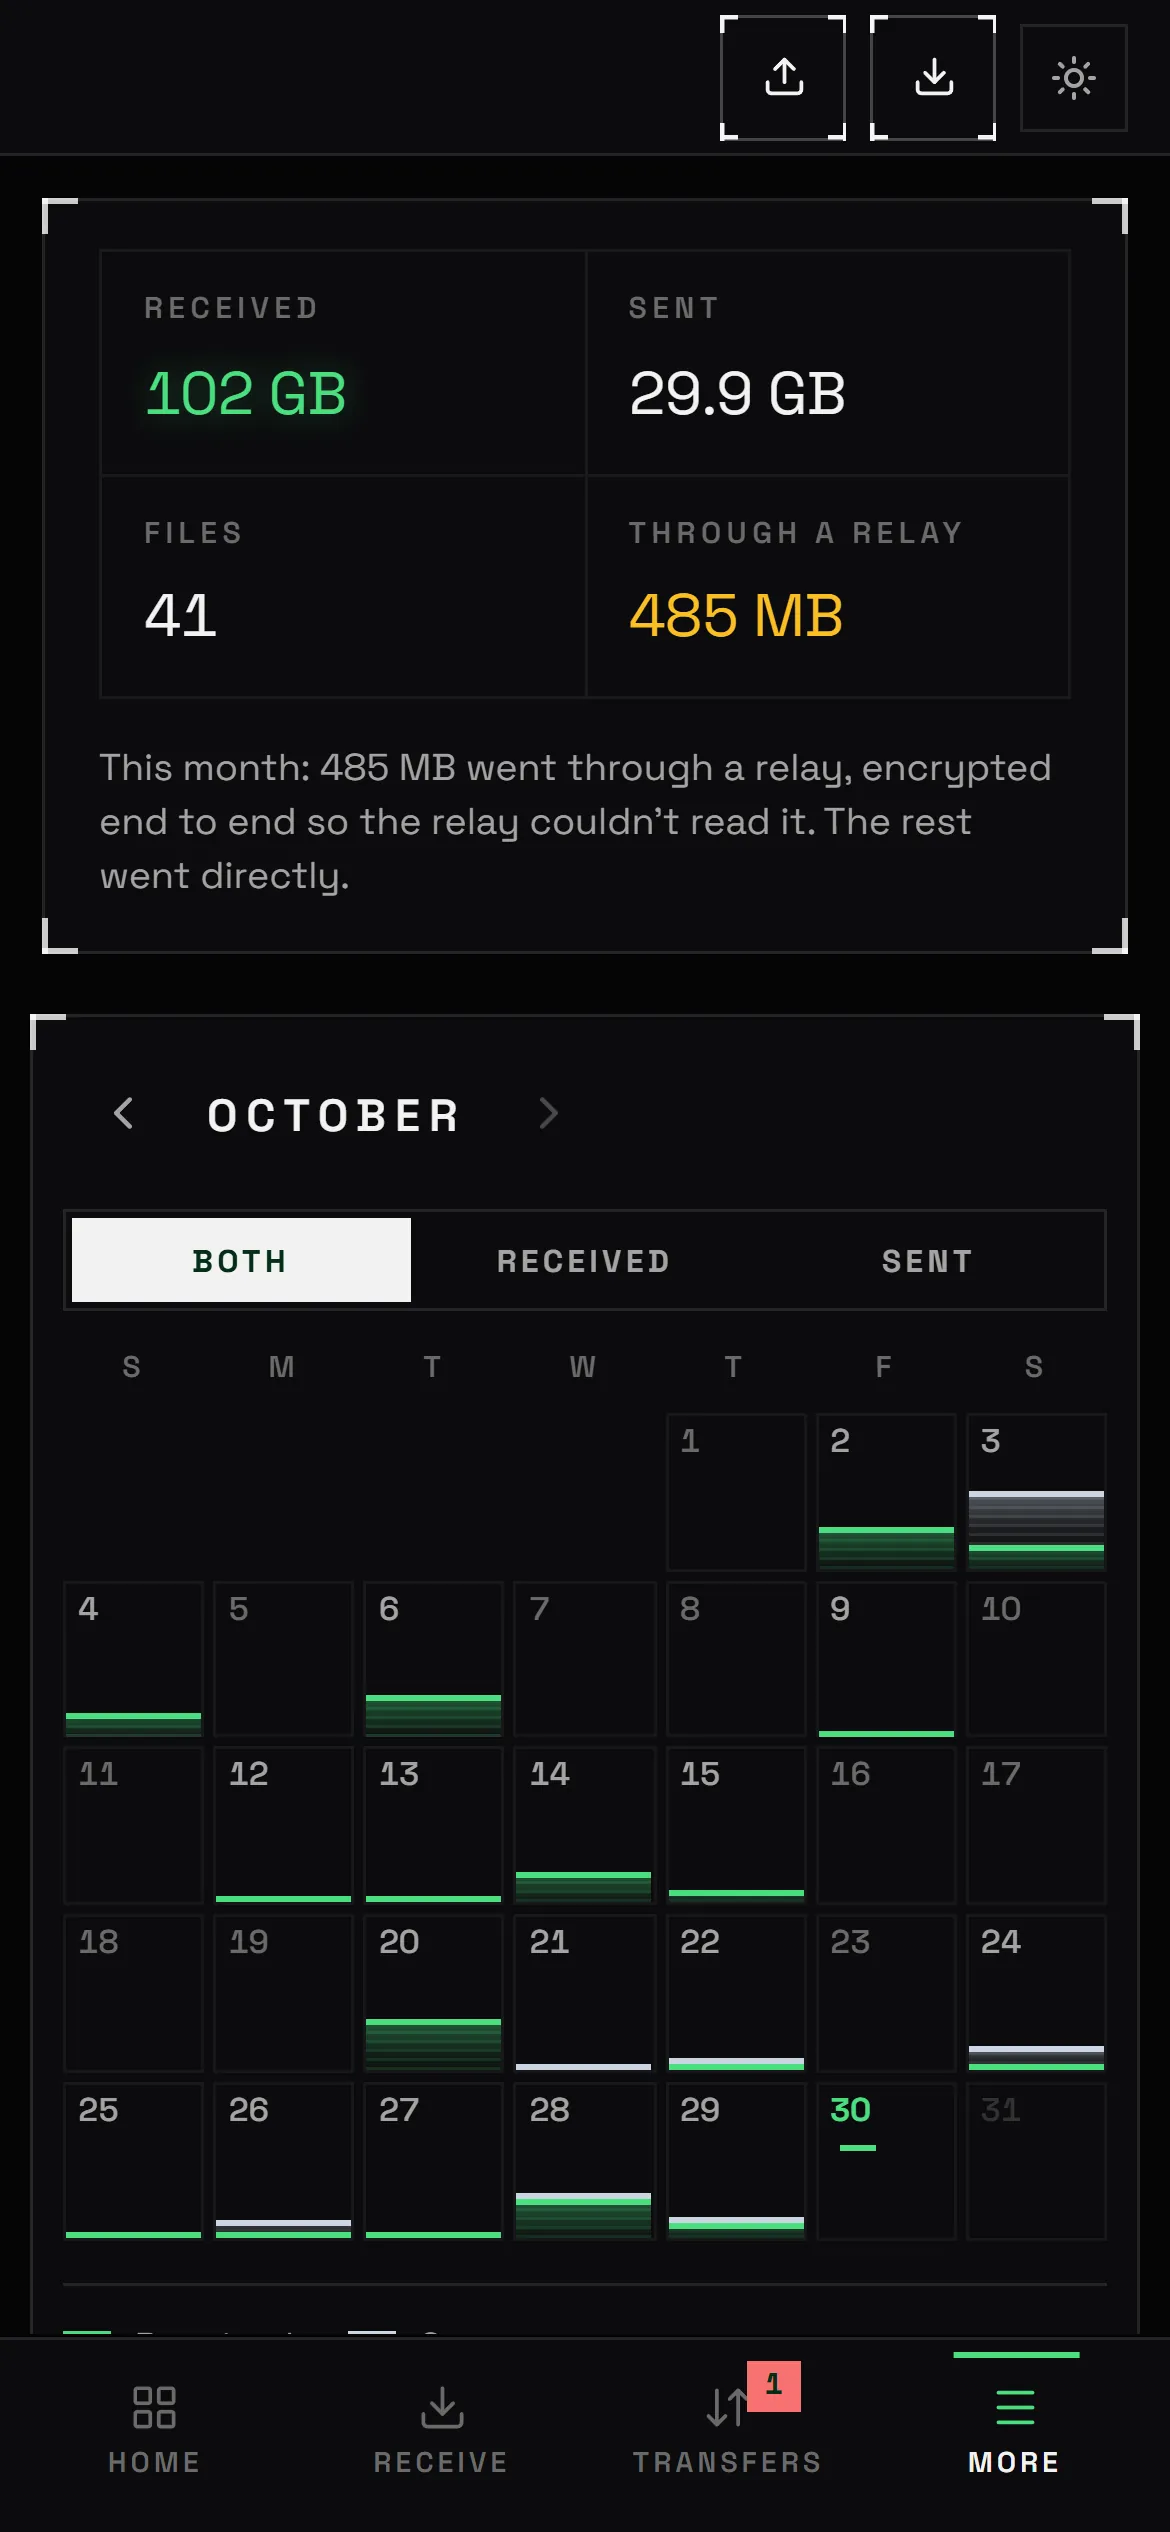 RECEIVED
SENT
102 GB
29.9 GB
FILES
THROUGH A RELAY
41
485 MB
This month: 485 MB went through a relay, encrypted
end to end so the relay couldn’t read it. The rest
went directly.
OCTOBER
BOTH RECEIVED SENT
S M T W T F S
1 2 3
4 5 6 7 8 9 10
11 12 13 14 15 16 17
18 19 20 21 22 23 24
25 26 27 28 29 30 31
1
HOME RECEIVE TRANSFERS MORE